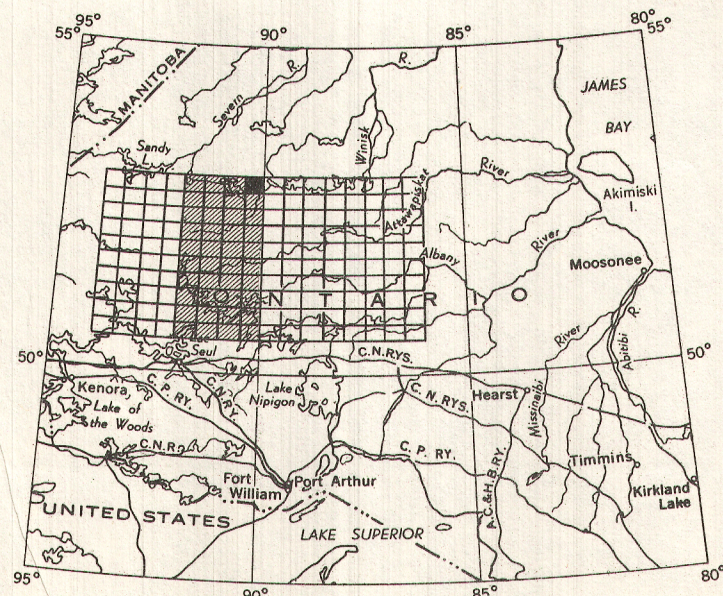 95°
90°
85°
80°
55°
55°
MANITOBA
Severn
R.
R.
JAMES
BAY
Sandy
L.
Winisk
River
Attawapiskat
Akimiski
I.
River
Albany
Moosonee
ONTARIO
Seul
C.N.RYS.
River
Abitibi
R.
50°
50°
Kenora
C.P.RY.
C.N.RY.
Lake
Nipigon
C.N.RYS.
Hearst
Missinaibi
Lake of
the Woods
C.N.R.
C.P.RY.
Timmins
Fort
William
Port Arthur
A.C.&H.B.RY.
Kirkland
Lake
UNITED STATES
LAKE SUPERIOR
95°
90°
85°
80°